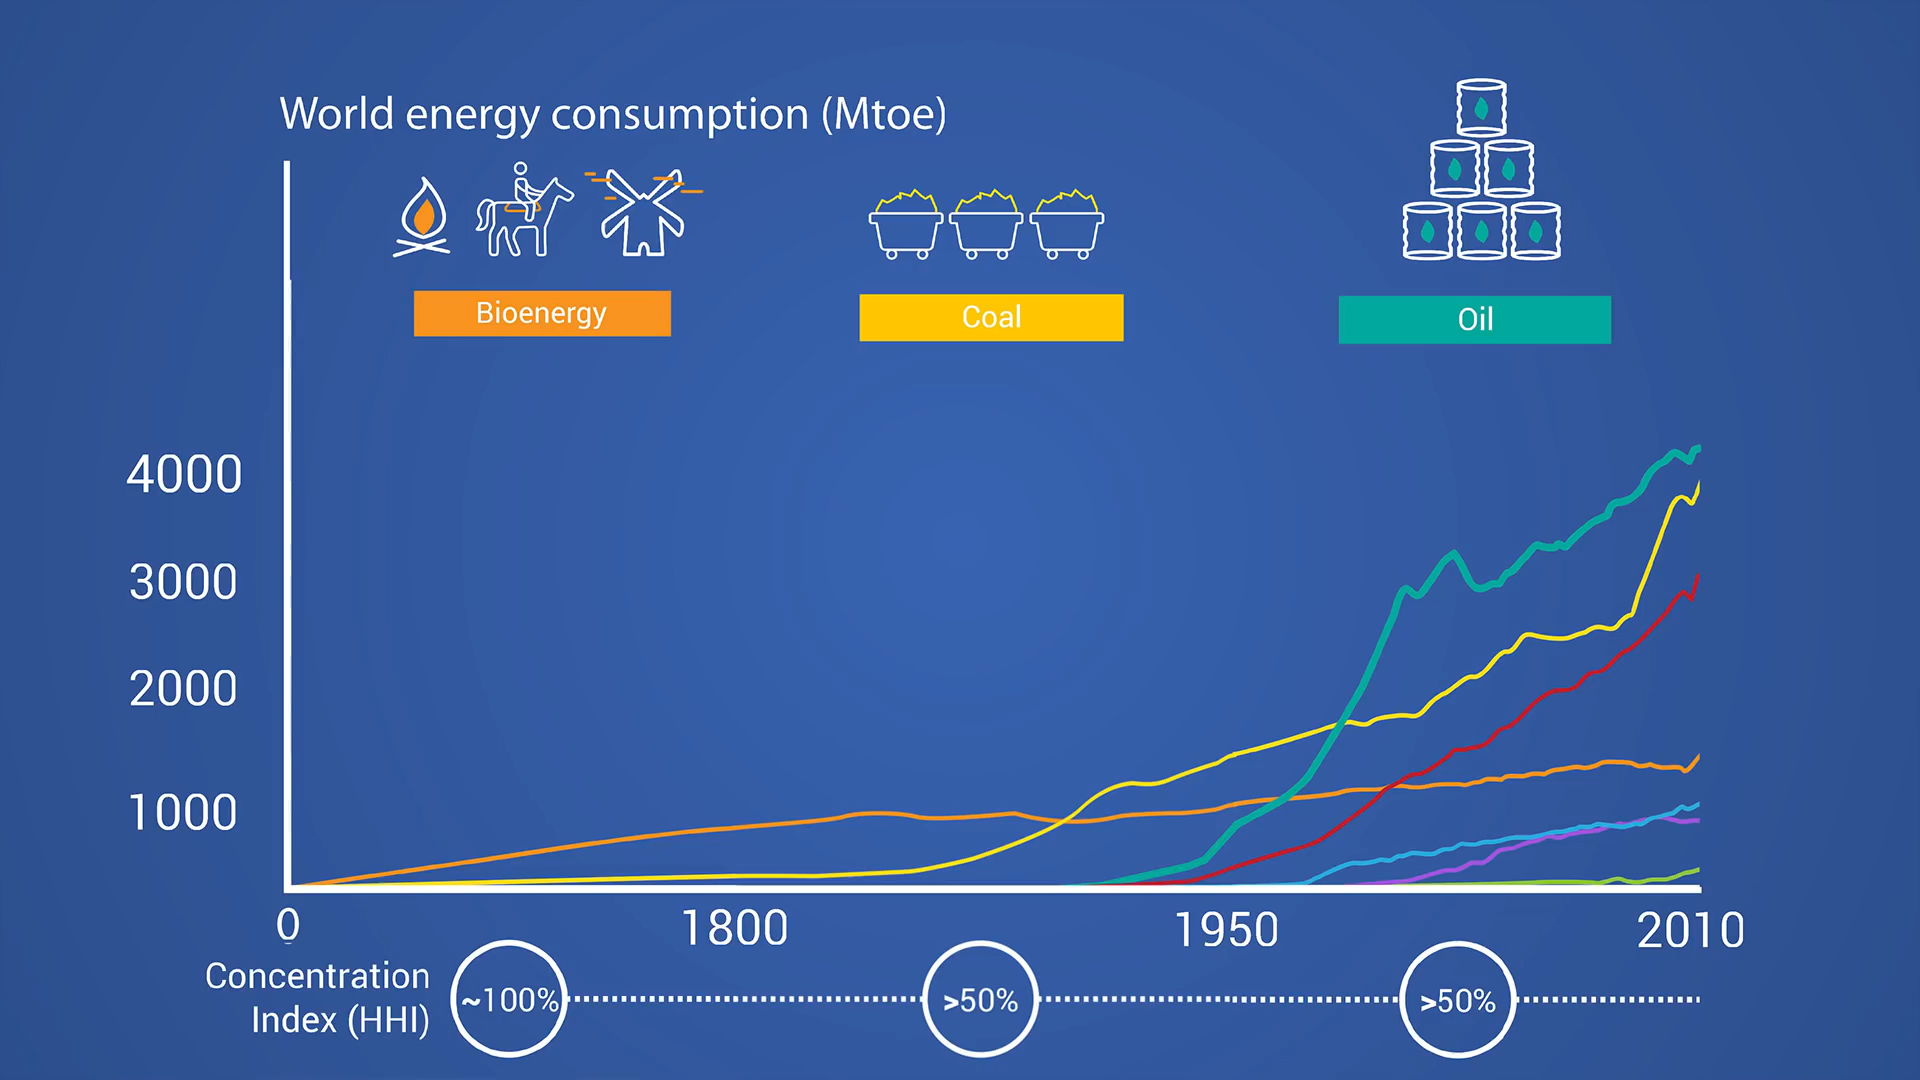 World energy consumption (Mtoe)
Bioenergy
Coal
Oil
4000
3000
2000
1000
0
1800
1950
2010
Concentration
Index (HHI)
~100%
>50%
>50%